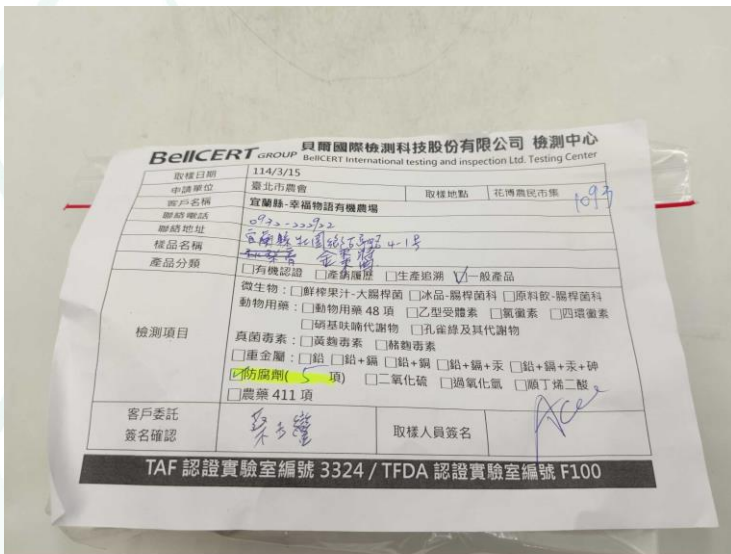 BellCERT GROUP 貝爾國際檢測科技股份有限公司 檢測中心
BellCERT International testing and inspection Ltd. Testing Center
取樣日期 114/3/15
申請單位 臺北市農會 取樣地點 花博農民市集 1093
客戶名稱 宜蘭縣-幸福物語有機農場
聯絡電話 0932-222922
聯絡地址 宜蘭縣 4-1号
樣品名稱 金棗
產品分類 □有機認證 □產銷履歷 □生產追溯 ☑一般產品
檢測項目
微生物：□鮮榨果汁-大腸桿菌 □冰品-腸桿菌科 □原料飲-腸桿菌科
動物用藥：□動物用藥 48 項 □乙型受體素 □氯黴素 □四環黴素
□硝基呋喃代謝物 □孔雀綠及其代謝物
真菌毒素：□黃麴毒素 □赭麴毒素
□重金屬：□鉛 □鉛+鎘 □鉛+銅 □鉛+鎘+汞 □鉛+鎘+汞+砷
☑防腐劑( 5 項) □二氧化硫 □過氧化氫 □順丁烯二酸
□農藥 411 項
客戶委託
簽名確認 取樣人員簽名 Ace
TAF 認證實驗室編號 3324 / TFDA 認證實驗室編號 F100